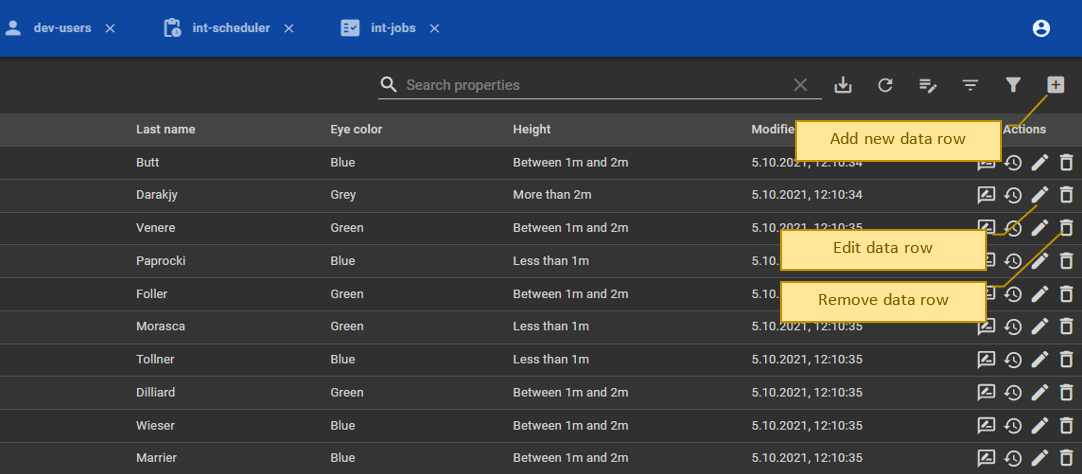 dev-users int-scheduler int-jobs
Search properties
Last name Eye color Height Modifie Actions
Add new data row
Butt Blue Between 1m and 2m 5.10.2021, 12:10:34
Darakjy Grey More than 2m 5.10.2021, 12:10:34
Venere Green Between 1m and 2m 5.10.2021, 12:10:35
Edit data row
Paprocki Blue Less than 1m 5.10.2
Foller Green Between 1m and 2m 5.10.2
Remove data row
Morasca Green Less than 1m 5.10.2021, 12:10:35
Tollner Blue Less than 1m 5.10.2021, 12:10:35
Dilliard Green Between 1m and 2m 5.10.2021, 12:10:35
Wieser Blue Between 1m and 2m 5.10.2021, 12:10:35
Marrier Blue Between 1m and 2m 5.10.2021, 12:10:35